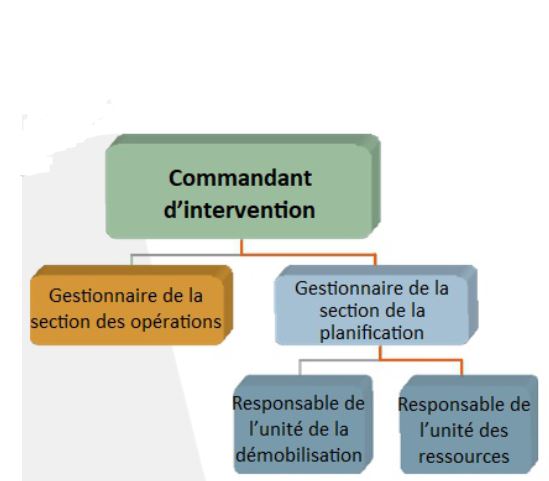 Commandant
d'intervention
Gestionnaire de la
section des opérations
Gestionnaire de la
section de la
planification
Responsable de
l'unité de la
démobilisation
Responsable de
l'unité des
ressources